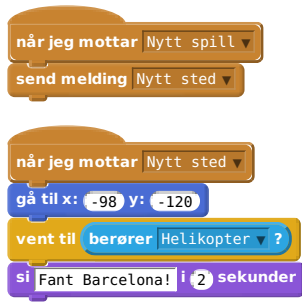 når jeg mottar Nytt spill
send melding Nytt sted
når jeg mottar Nytt sted
gå til x: -98 y: -120
vent til berører Helikopter ?
si Fant Barcelona! i 2 sekunder